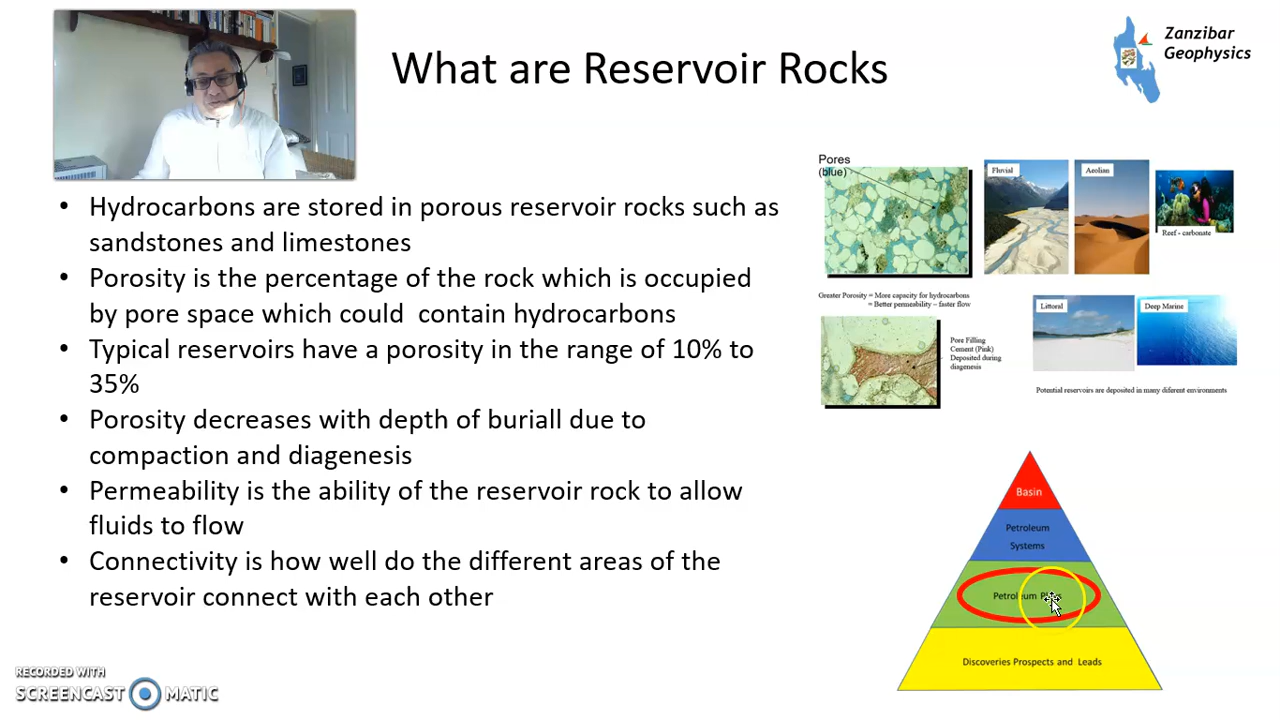 What are Reservoir Rocks
Zanzibar
Geophysics
• Hydrocarbons are stored in porous reservoir rocks such as
sandstones and limestones
• Porosity is the percentage of the rock which is occupied
by pore space which could contain hydrocarbons
• Typical reservoirs have a porosity in the range of 10% to
35%
• Porosity decreases with depth of buriall due to
compaction and diagenesis
• Permeability is the ability of the reservoir rock to allow
fluids to flow
• Connectivity is how well do the different areas of the
reservoir connect with each other
Pores
(blue)
Fluvial
Aeolian
Reef - carbonate
Greater Porosity = More capacity for hydrocarbons
= Better permeability – faster flow
Littoral
Deep Marine
Pore Filling
Cement (Pink)
Deposited during
diagenesis
Potential reservoirs are deposited in many diferent environments
Basin
Petroleum
Systems
Petroleum
Discoveries Prospects and Leads
RECORDED WITH
SCREENCAST MATIC